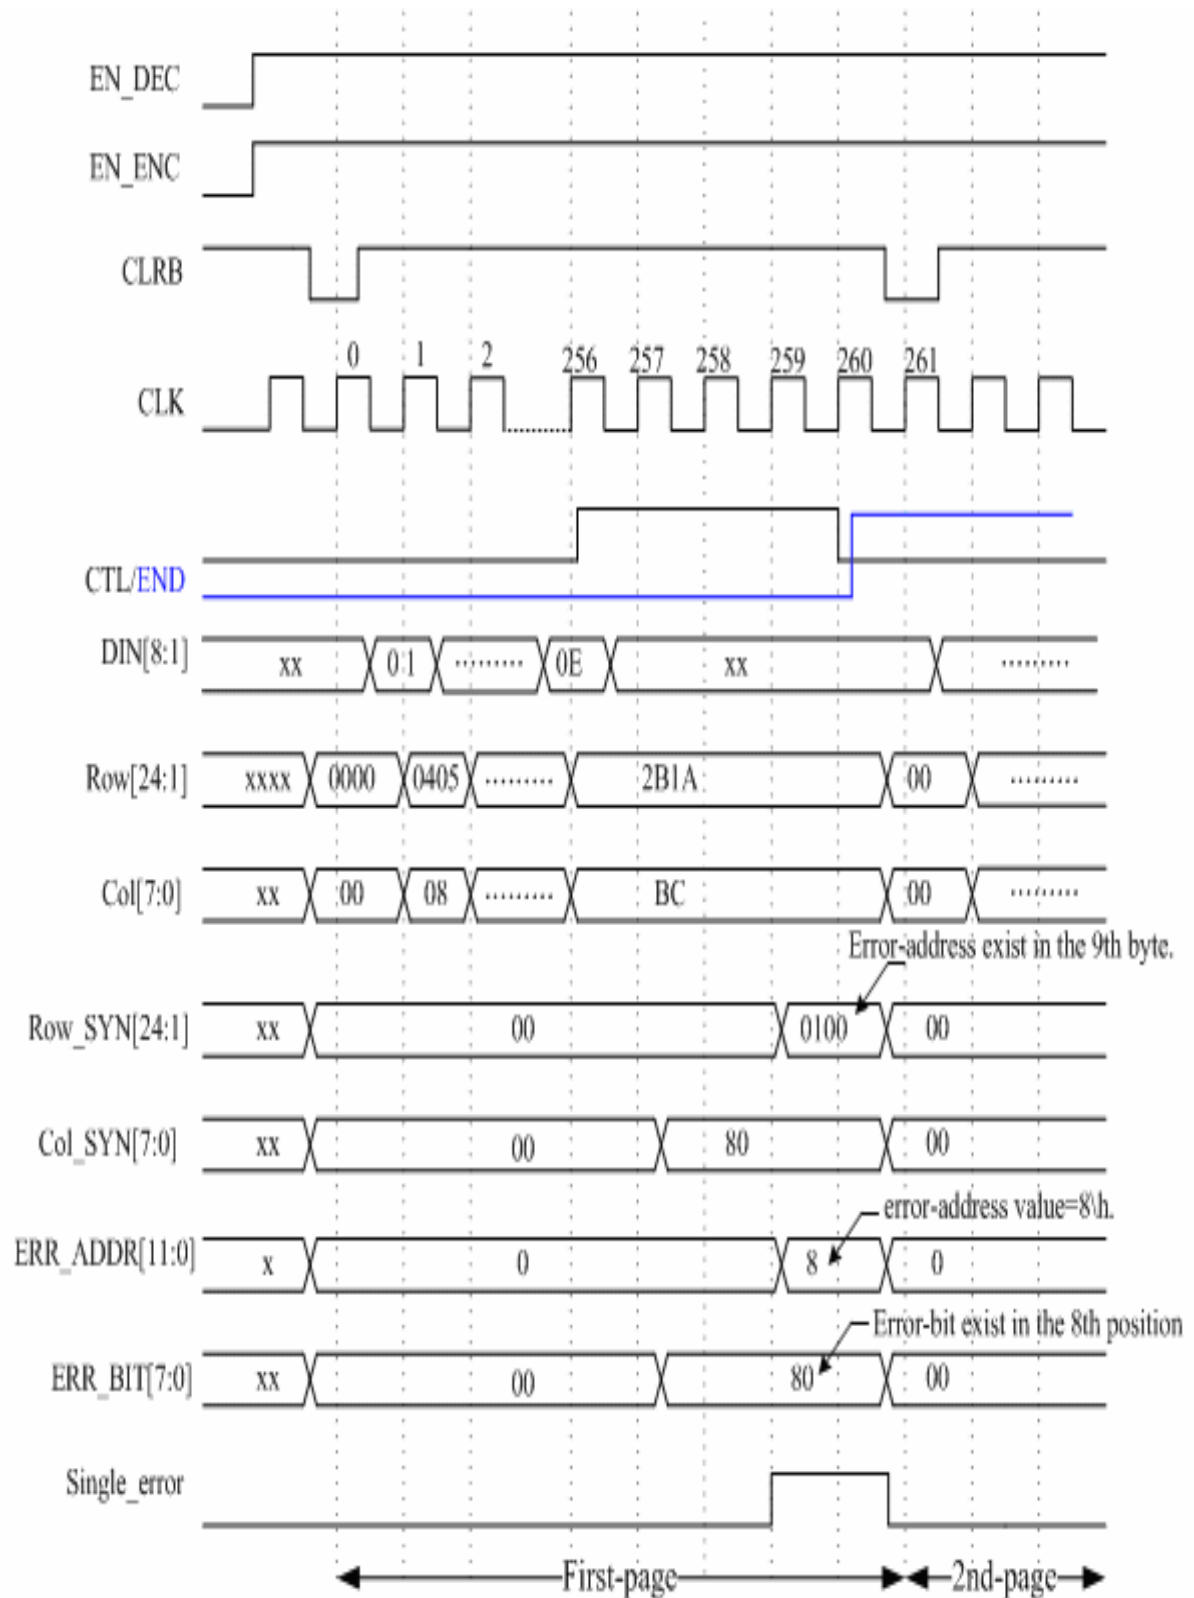 EN_DEC
EN_ENC
CLRB
0 1 2 256 257 258 259 260 261
CLK
CTL/END
DIN[8:1] xx 01 ········· 0E xx ·········
Row[24:1] xxxx 0000 0405 ········· 2B1A 00 ·········
Col[7:0] xx 00 08 ········· BC 00 ·········
Error-address exist in the 9th byte.
Row_SYN[24:1] xx 00 0100 00
Col_SYN[7:0] xx 00 80 00
error-address value=8\h.
ERR_ADDR[11:0] x 0 8 0
Error-bit exist in the 8th position
ERR_BIT[7:0] xx 00 80 00
Single_error
First-page 2nd-page